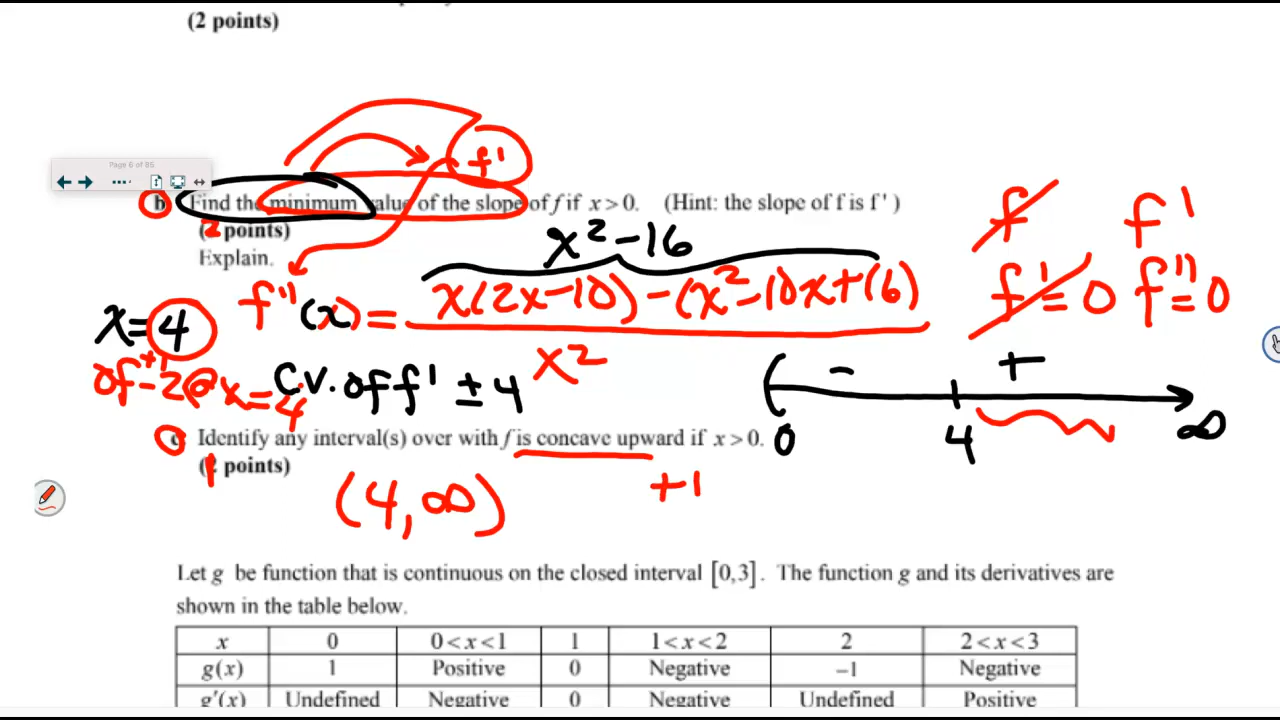 (2 points)
Page 6 of 85
f'
b Find the minimum value of the slope of f if x > 0. (Hint: the slope of f is f ')
(2 points)
Explain.
f f'
f'=0 f''=0
x²-16
f''(x) = x(2x-10) - (x²-10x+16)
x²
x=4
of -2 @ x=4
+1
C.V. of f' ± 4
- +
0 4 ∞
c Identify any interval(s) over with f is concave upward if x > 0.
(1 points)
(4, ∞) +1
Let g be function that is continuous on the closed interval [0,3]. The function g and its derivatives are
shown in the table below.
x 0 0<x<1 1 1<x<2 2 2<x<3
g(x) 1 Positive 0 Negative −1 Negative
g'(x) Undefined Negative 0 Negative Undefined Positive